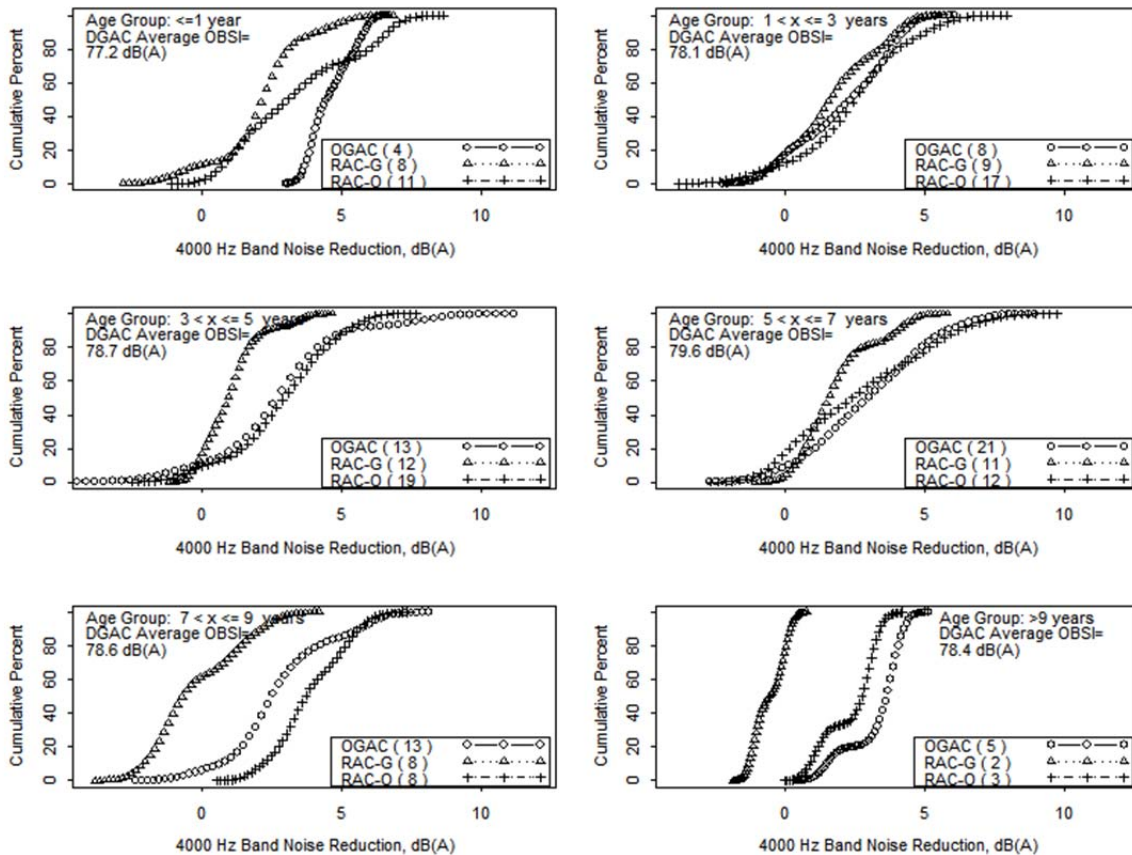 Age Group: <=1 year
DGAC Average OBSI=
77.2 dB(A)
Cumulative Percent
0 20 40 60 80
OGAC ( 4 )
RAC-G ( 8 )
RAC-O ( 11 )
0 5 10
4000 Hz Band Noise Reduction, dB(A)
Age Group: 1 < x <= 3 years
DGAC Average OBSI=
78.1 dB(A)
Cumulative Percent
0 20 40 60 80
OGAC ( 8 )
RAC-G ( 9 )
RAC-O ( 17 )
0 5 10
4000 Hz Band Noise Reduction, dB(A)
Age Group: 3 < x <= 5 years
DGAC Average OBSI=
78.7 dB(A)
Cumulative Percent
0 20 40 60 80
OGAC ( 13 )
RAC-G ( 12 )
RAC-O ( 19 )
0 5 10
4000 Hz Band Noise Reduction, dB(A)
Age Group: 5 < x <= 7 years
DGAC Average OBSI=
79.6 dB(A)
Cumulative Percent
0 20 40 60 80
OGAC ( 21 )
RAC-G ( 11 )
RAC-O ( 12 )
0 5 10
4000 Hz Band Noise Reduction, dB(A)
Age Group: 7 < x <= 9 years
DGAC Average OBSI=
78.6 dB(A)
Cumulative Percent
0 20 40 60 80
OGAC ( 13 )
RAC-G ( 8 )
RAC-O ( 8 )
0 5 10
4000 Hz Band Noise Reduction, dB(A)
Age Group: >9 years
DGAC Average OBSI=
78.4 dB(A)
Cumulative Percent
0 20 40 60 80
OGAC ( 5 )
RAC-G ( 2 )
RAC-O ( 3 )
0 5 10
4000 Hz Band Noise Reduction, dB(A)